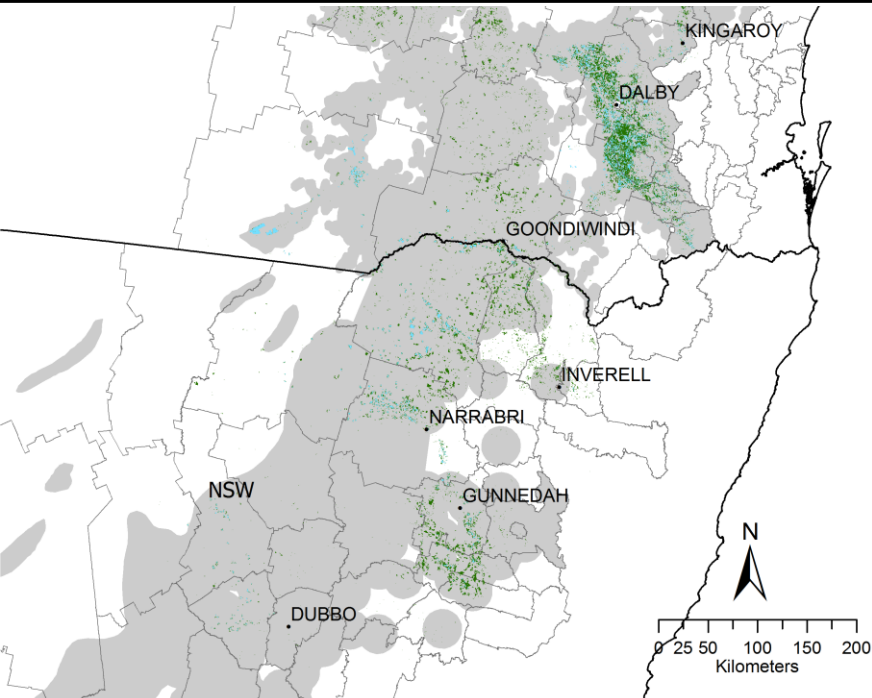 KINGAROY
DALBY
GOONDIWINDI
INVERELL
NARRABRI
NSW
GUNNEDAH
N
DUBBO
0 25 50 100 150 200
Kilometers